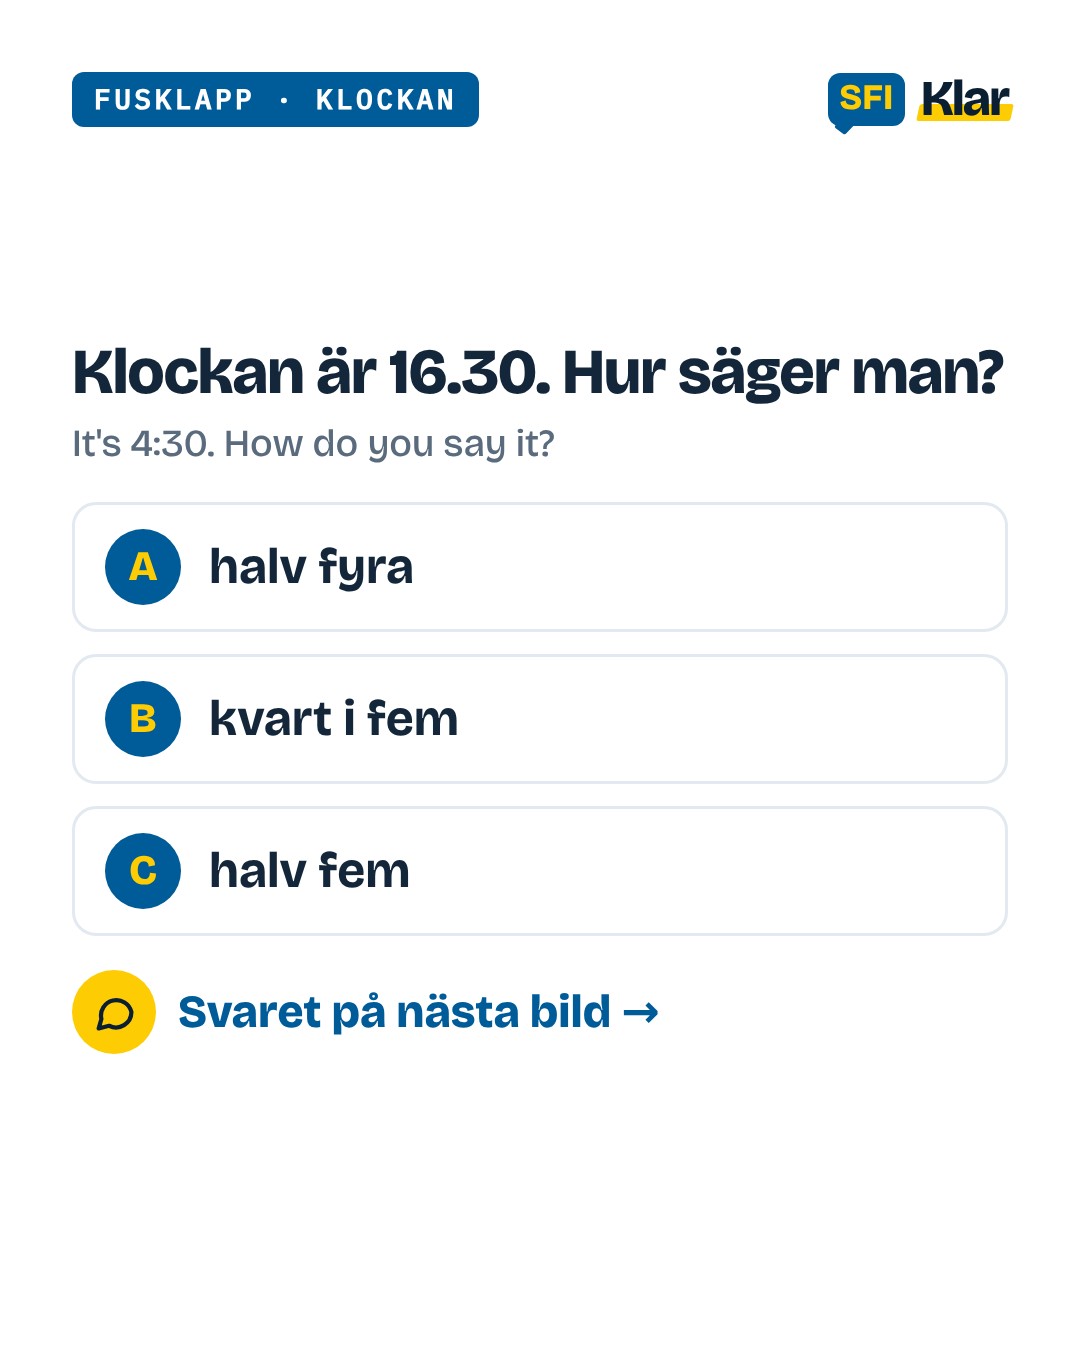 FUSKLAPP · KLOCKAN
SFI Klar
Klockan är 16.30. Hur säger man?
It's 4:30. How do you say it?
A halv fyra
B kvart i fem
C halv fem
Svaret på nästa bild →